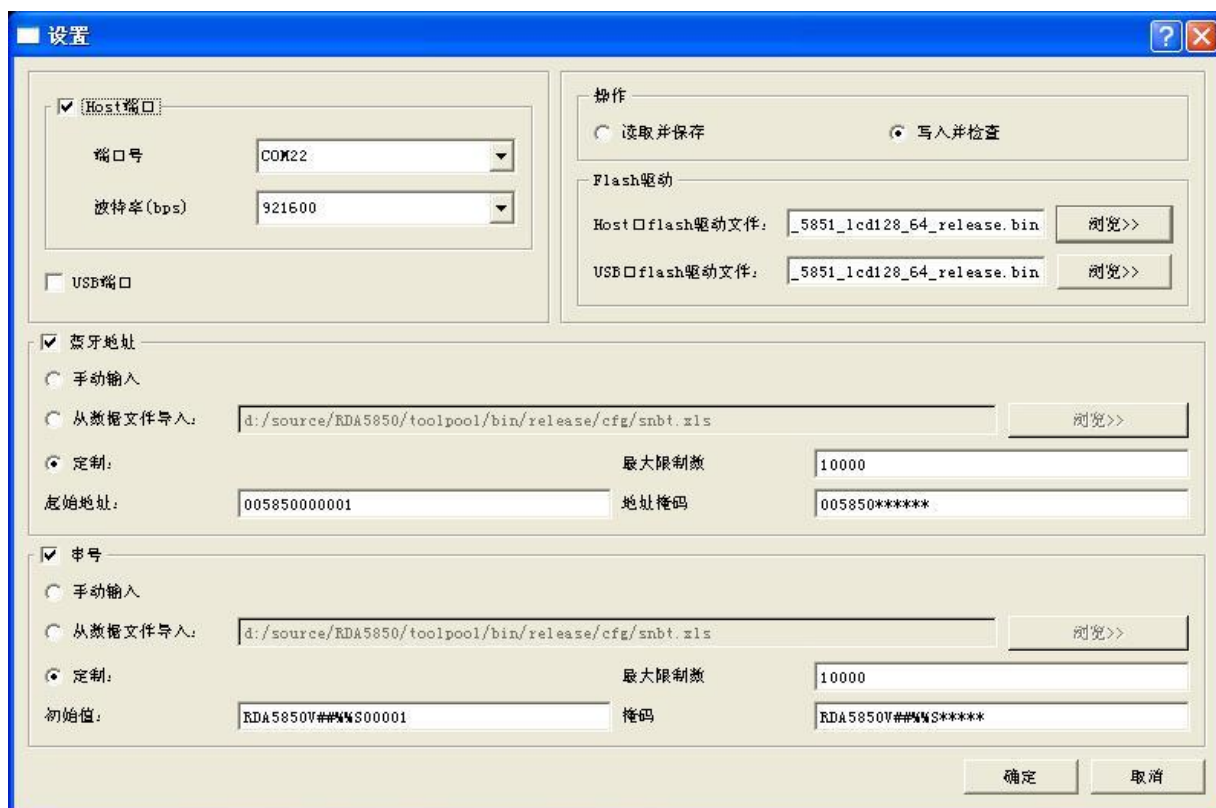 设置
Host端口
端口号 COM22
波特率(bps) 921600
USB端口
操作
读取并保存 写入并检查
Flash驱动
Host口flash驱动文件: _5851_lcd128_64_release.bin 浏览>>
USB口flash驱动文件: _5851_lcd128_64_release.bin 浏览>>
蓝牙地址
手动输入
从数据文件导入: d:/source/RDA5850/toolpool/bin/release/cfg/snbt.xls 浏览>>
定制: 最大限制数 10000
起始地址: 005850000001 地址掩码 005850******
串号
手动输入
从数据文件导入: d:/source/RDA5850/toolpool/bin/release/cfg/snbt.xls 浏览>>
定制: 最大限制数 10000
初始值: RDA5850V##%%S00001 掩码 RDA5850V##%%S*****
确定 取消